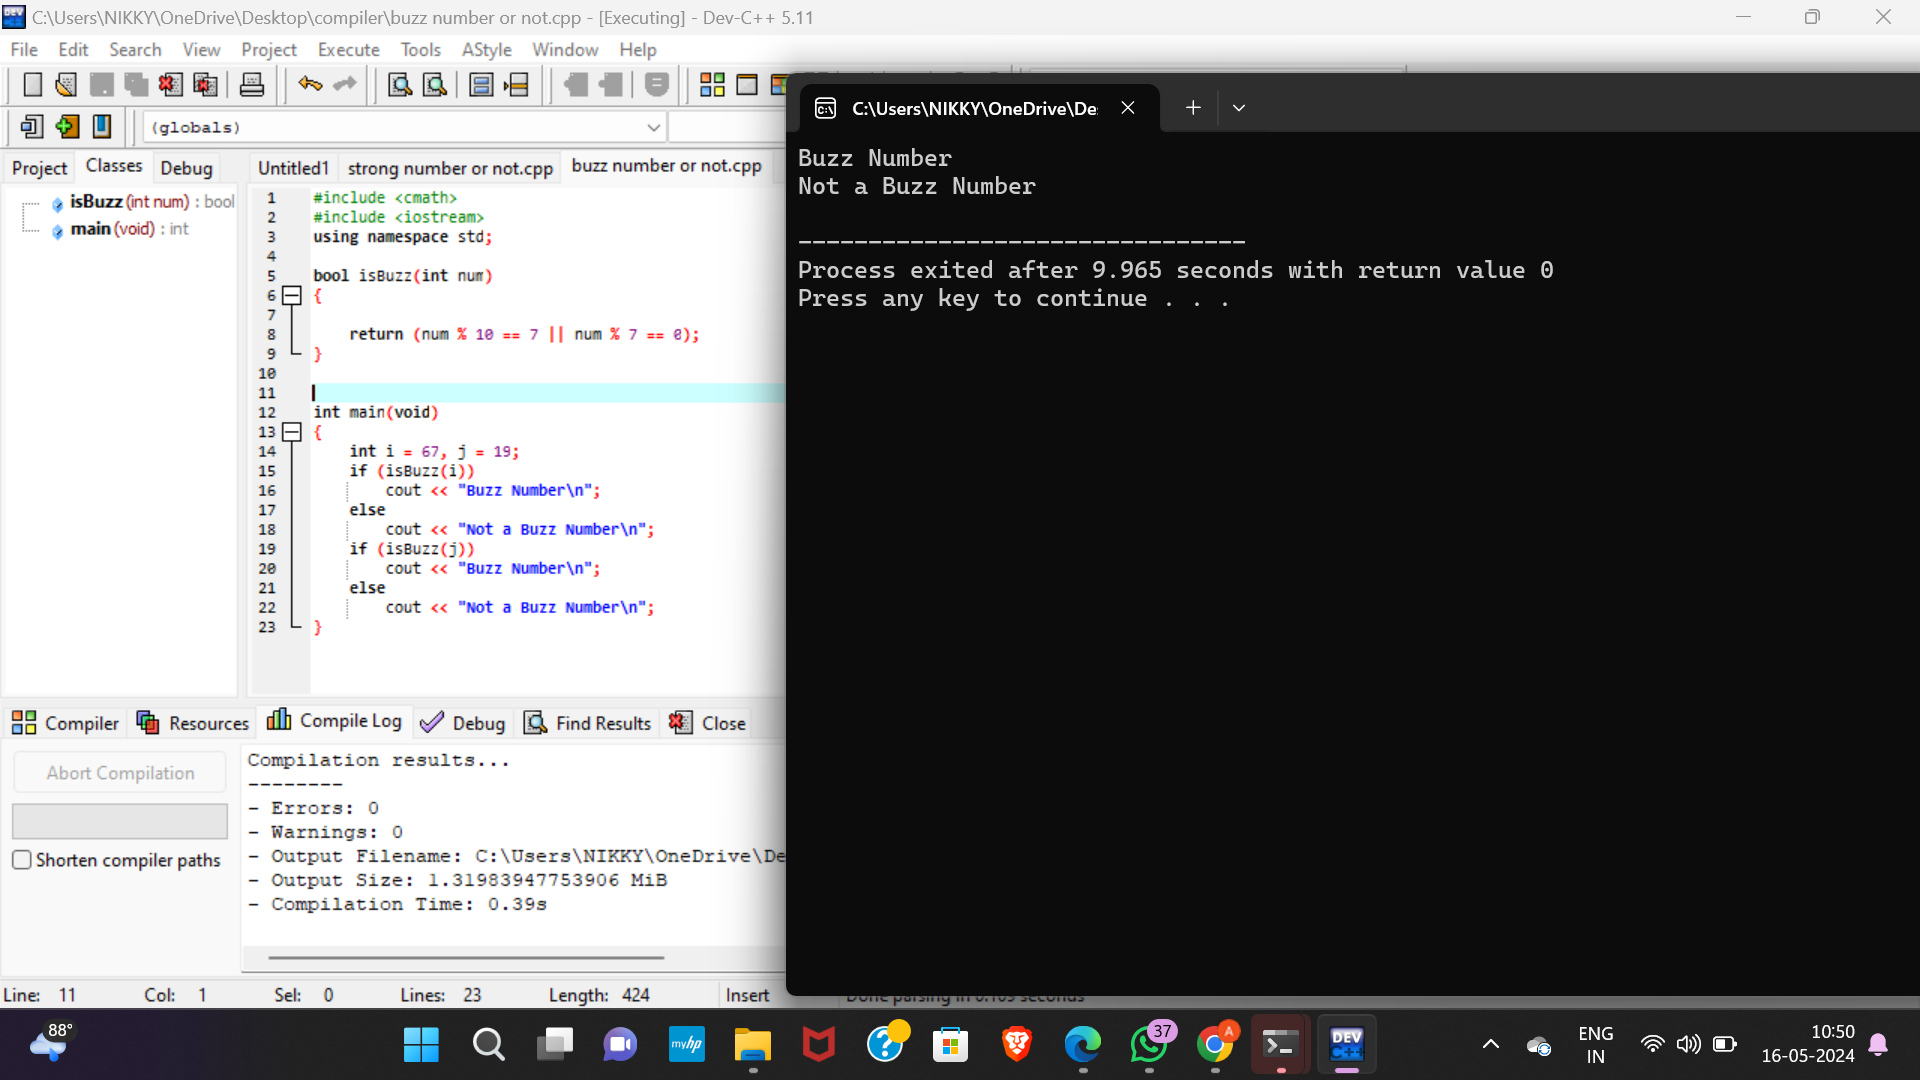 C:\Users\NIKKY\OneDrive\Desktop\compiler\buzz number or not.cpp - [Executing] - Dev-C++ 5.11
File Edit Search View Project Execute Tools AStyle Window Help
(globals)
Project Classes Debug
isBuzz (int num) : bool
main (void) : int
Untitled1 strong number or not.cpp buzz number or not.cpp
1 #include <cmath>
2 #include <iostream>
3 using namespace std;
4
5 bool isBuzz(int num)
6 {
7
8 return (num % 10 == 7 || num % 7 == 0);
9 }
10
11
12 int main(void)
13 {
14 int i = 67, j = 19;
15 if (isBuzz(i))
16 cout << "Buzz Number\n";
17 else
18 cout << "Not a Buzz Number\n";
19 if (isBuzz(j))
20 cout << "Buzz Number\n";
21 else
22 cout << "Not a Buzz Number\n";
23 }
C:\Users\NIKKY\OneDrive\De
Buzz Number
Not a Buzz Number
--------------------------------
Process exited after 9.965 seconds with return value 0
Press any key to continue . . .
Compiler Resources Compile Log Debug Find Results Close
Abort Compilation
Shorten compiler paths
Compilation results...
--------
- Errors: 0
- Warnings: 0
- Output Filename: C:\Users\NIKKY\OneDrive\De
- Output Size: 1.31983947753906 MiB
- Compilation Time: 0.39s
Line: 11 Col: 1 Sel: 0 Lines: 23 Length: 424 Insert Done parsing in 0.109 seconds
88°
myhp
37
A
DEV C++
ENG
IN
10:50
16-05-2024